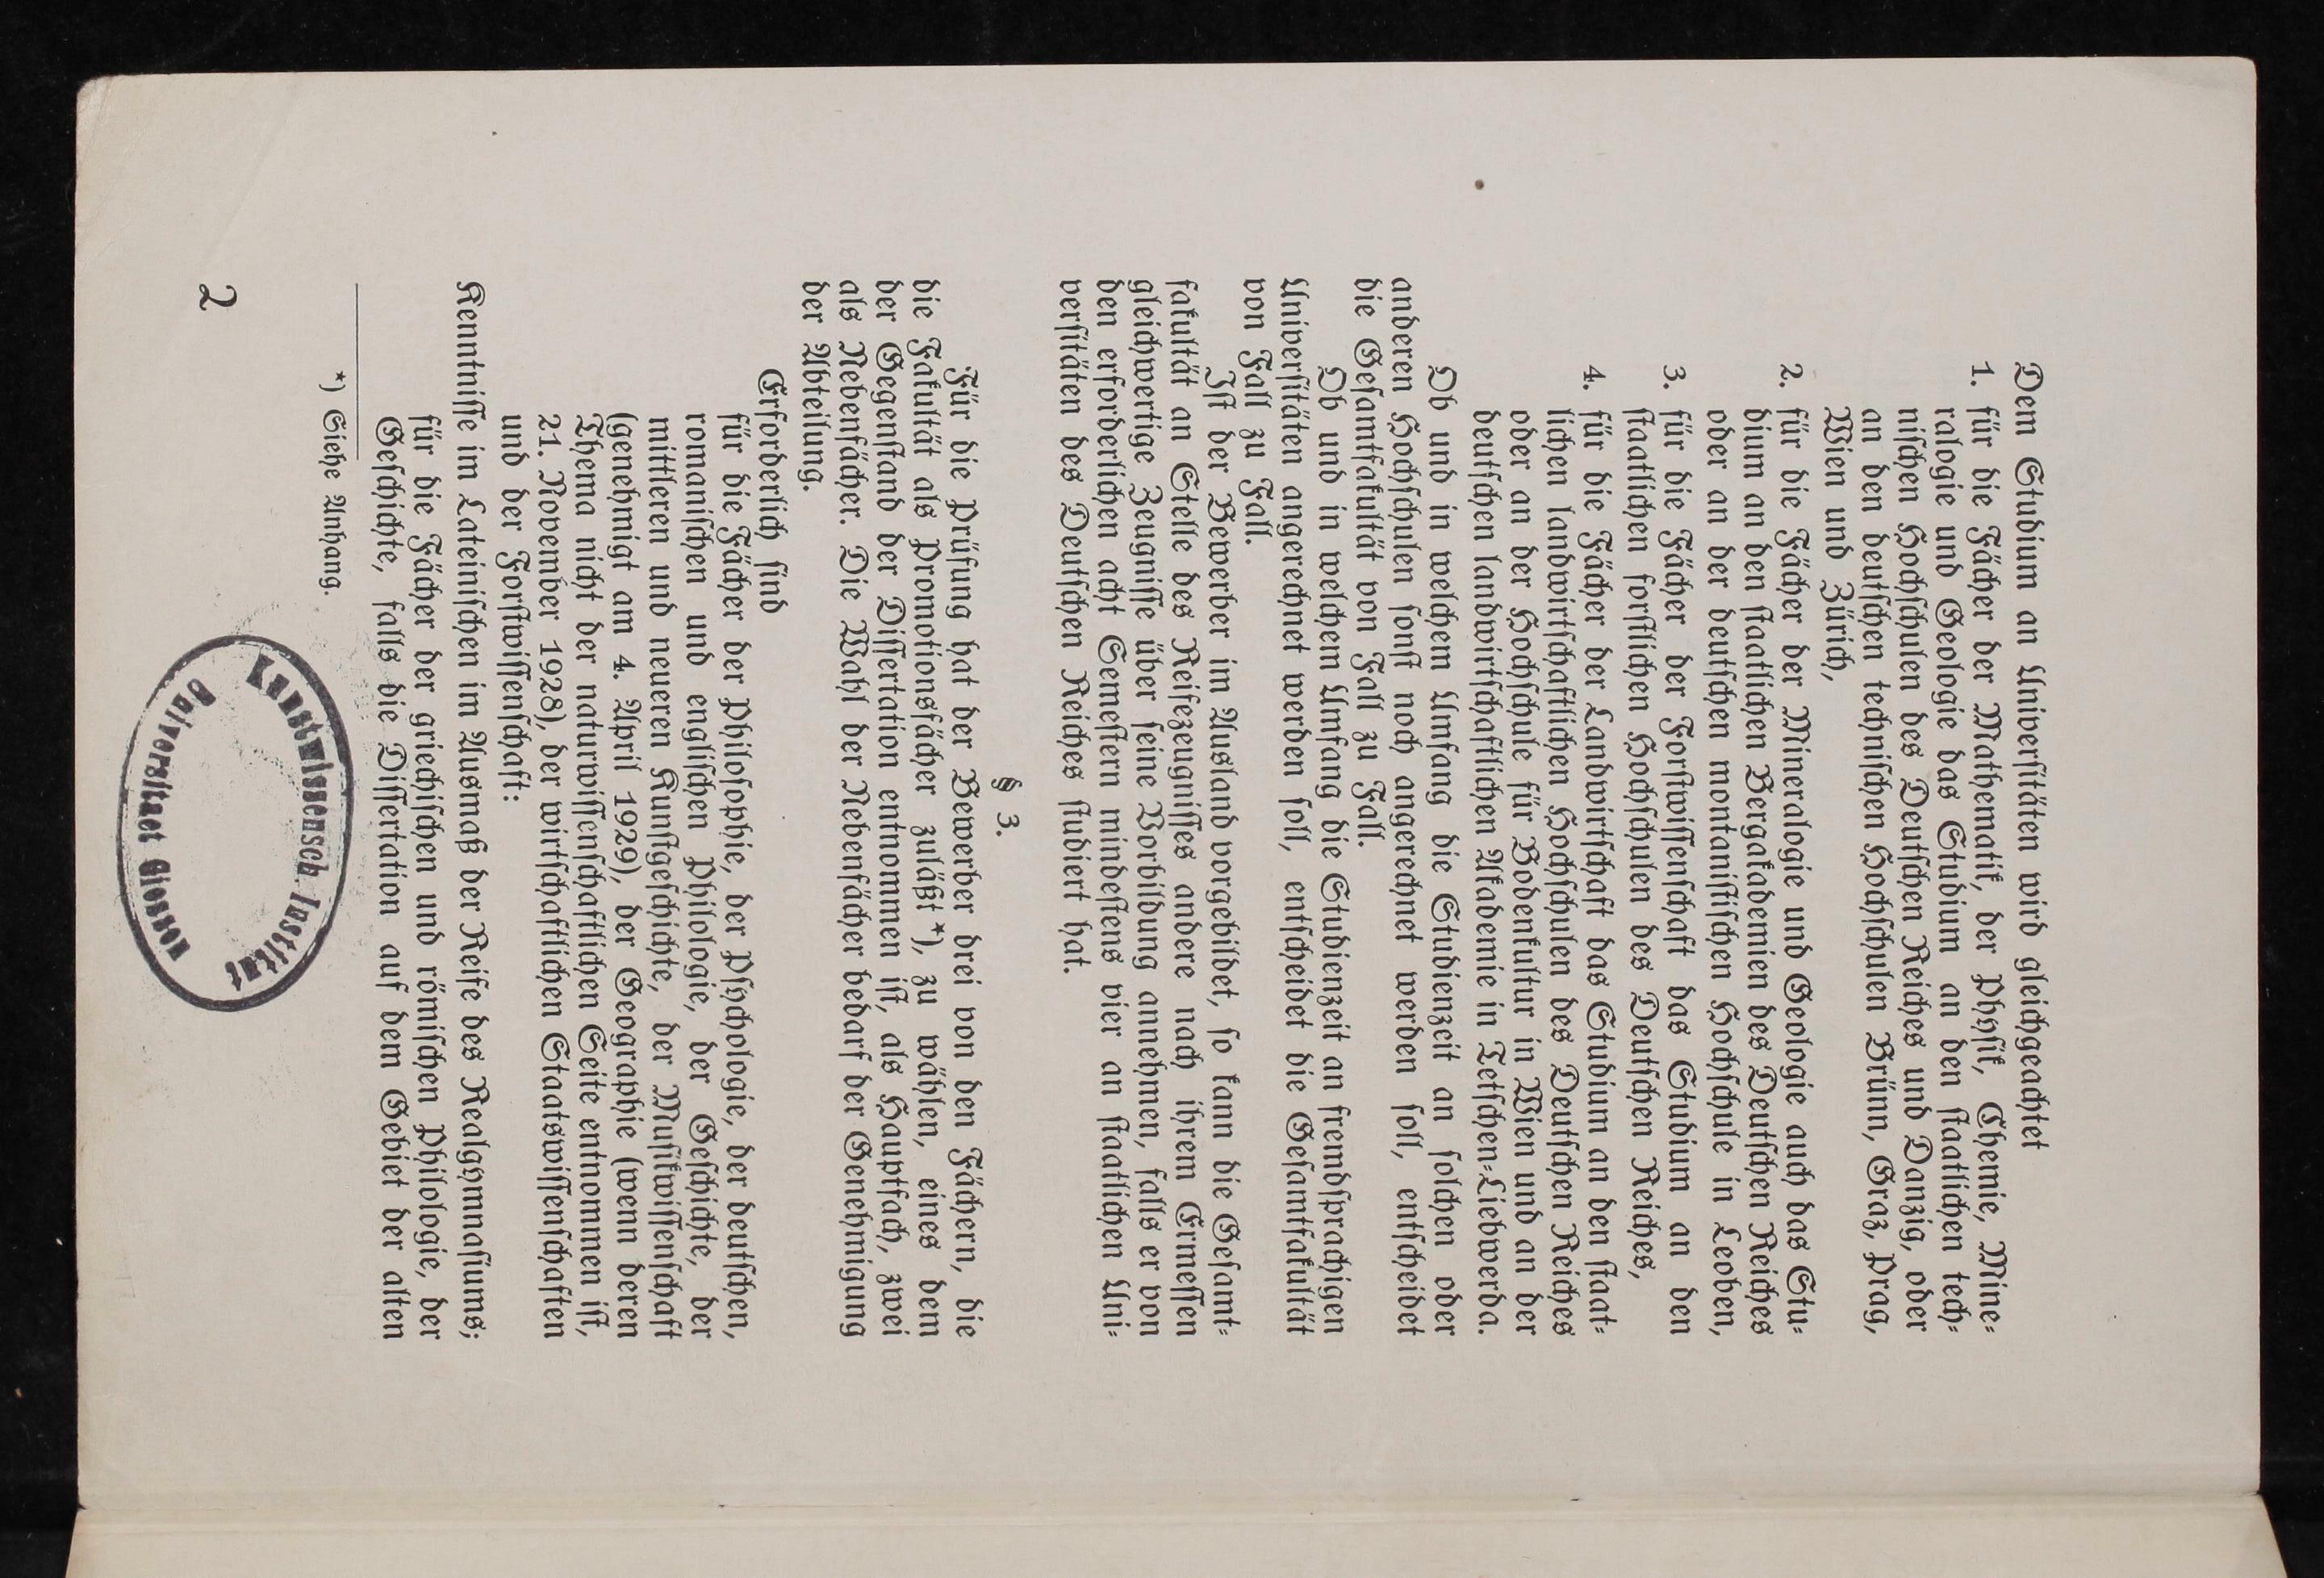 Dem Studium an Universitäten wird gleichgeachtet
1. für die Fächer der Mathematik, der Physik, Chemie, Mine-
ralogie und Geologie das Studium an den staatlichen tech-
nischen Hochschulen des Deutschen Reiches und Danzig, oder
an den deutschen technischen Hochschulen Brünn, Graz, Prag,
Wien und Zürich,
2. für die Fächer der Mineralogie und Geologie auch das Stu-
dium an den staatlichen Bergakademien des Deutschen Reiches
oder an der deutschen montanistischen Hochschule in Leoben,
3. für die Fächer der Forstwissenschaft das Studium an den
staatlichen forstlichen Hochschulen des Deutschen Reiches,
4. für die Fächer der Landwirtschaft das Studium an den staat-
lichen landwirtschaftlichen Hochschulen des Deutschen Reiches
oder an der Hochschule für Bodenkultur in Wien und an der
deutschen landwirtschaftlichen Akademie in Tetschen-Liebwerda.
Ob und in welchem Umfang die Studienzeit an solchen oder
anderen Hochschulen sonst noch angerechnet werden soll, entscheidet
die Gesamtfakultät von Fall zu Fall.
Ob und in welchem Umfang die Studienzeit an fremdsprachigen
Universitäten angerechnet werden soll, entscheidet die Gesamtfakultät
von Fall zu Fall.
Ist der Bewerber im Ausland vorgebildet, so kann die Gesamt-
fakultät an Stelle des Reifezeugnisses andere nach ihrem Ermessen
gleichwertige Zeugnisse über seine Vorbildung annehmen, falls er von
den erforderlichen acht Semestern mindestens vier an staatlichen Uni-
versitäten des Deutschen Reiches studiert hat.
§ 3.
Für die Prüfung hat der Bewerber drei von den Fächern, die
die Fakultät als Promotionsfächer zuläßt*), zu wählen, eines dem
der Gegenstand der Dissertation entnommen ist, als Hauptfach, zwei
als Nebenfächer. Die Wahl der Nebenfächer bedarf der Genehmigung
der Abteilung.
Erforderlich sind
für die Fächer der Philosophie, der Psychologie, der deutschen,
romanischen und englischen Philologie, der Geschichte, der
mittleren und neueren Kunstgeschichte, der Musikwissenschaft
(genehmigt am 4. April 1929), der Geographie (wenn deren
Thema nicht der naturwissenschaftlichen Seite entnommen ist,
21. November 1928), der wirtschaftlichen Staatswissenschaften
und der Forstwissenschaft:
Kenntnisse im Lateinischen im Ausmaß der Reife des Realgymnasiums;
für die Fächer der griechischen und römischen Philologie, der
Geschichte, falls die Dissertation auf dem Gebiet der alten
*) Siehe Anhang.
2
Kunstwissensch. Institut
Universitaet Giessen